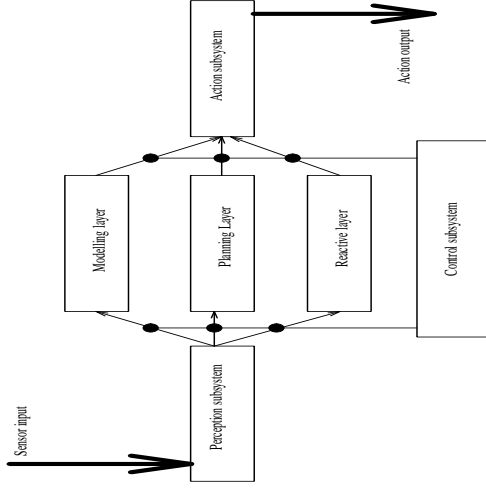 Sensor input
Perception subsystem
Modelling layer
Planning Layer
Reactive layer
Action subsystem
Action output
Control subsystem